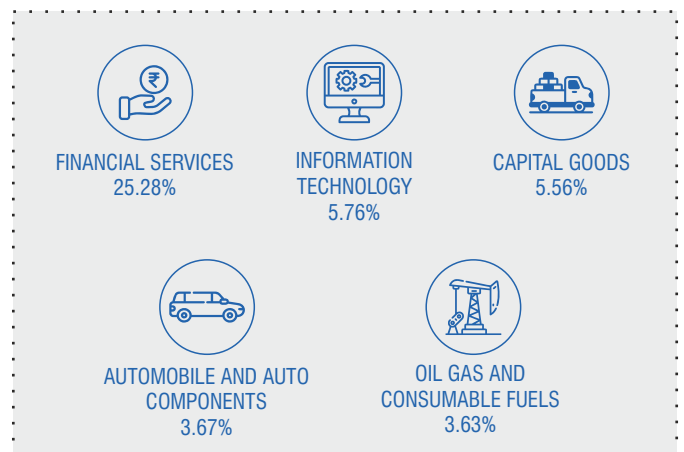 ₹
FINANCIAL SERVICES
25.28%
INFORMATION
TECHNOLOGY
5.76%
CAPITAL GOODS
5.56%
AUTOMOBILE AND AUTO
COMPONENTS
3.67%
OIL GAS AND
CONSUMABLE FUELS
3.63%